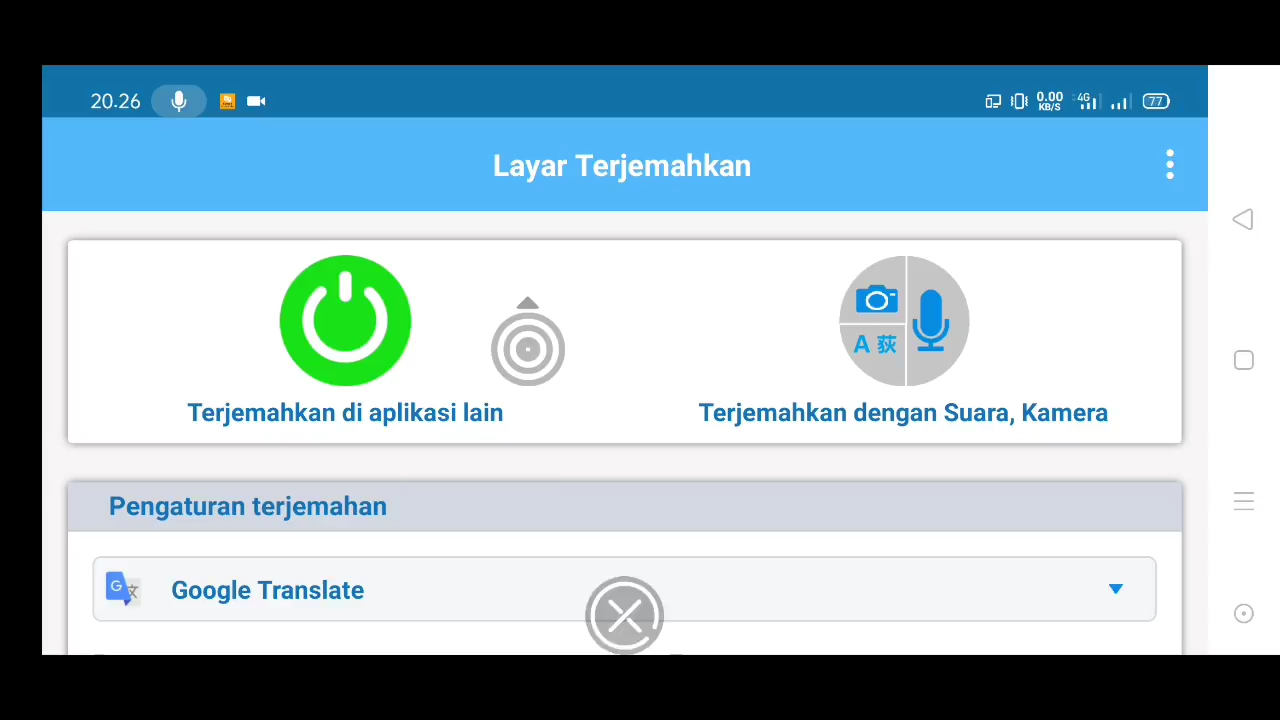 20.26
0.00
KB/S
4G
77
Layar Terjemahkan
A 荻
Terjemahkan di aplikasi lain
Terjemahkan dengan Suara, Kamera
Pengaturan terjemahan
G 文
Google Translate